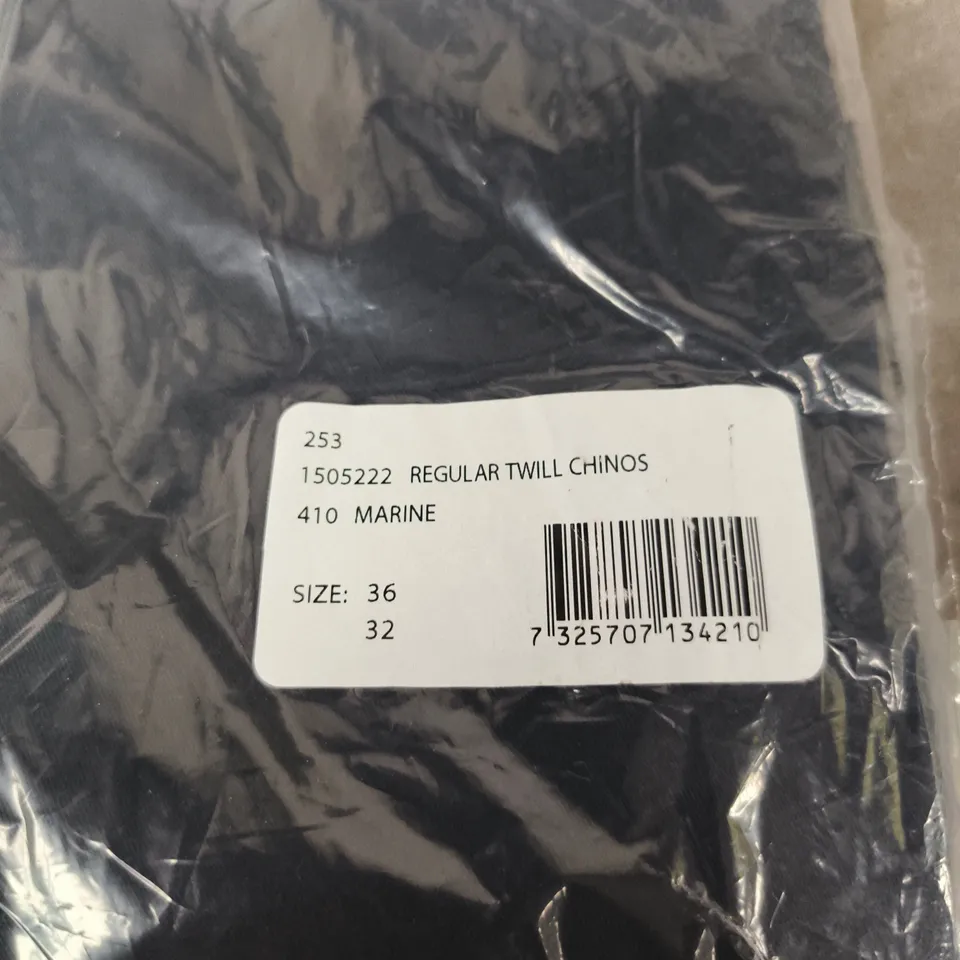 253
1505222 REGULAR TWILL CHINOS
410 MARINE
SIZE: 36
32
7 325707 134210